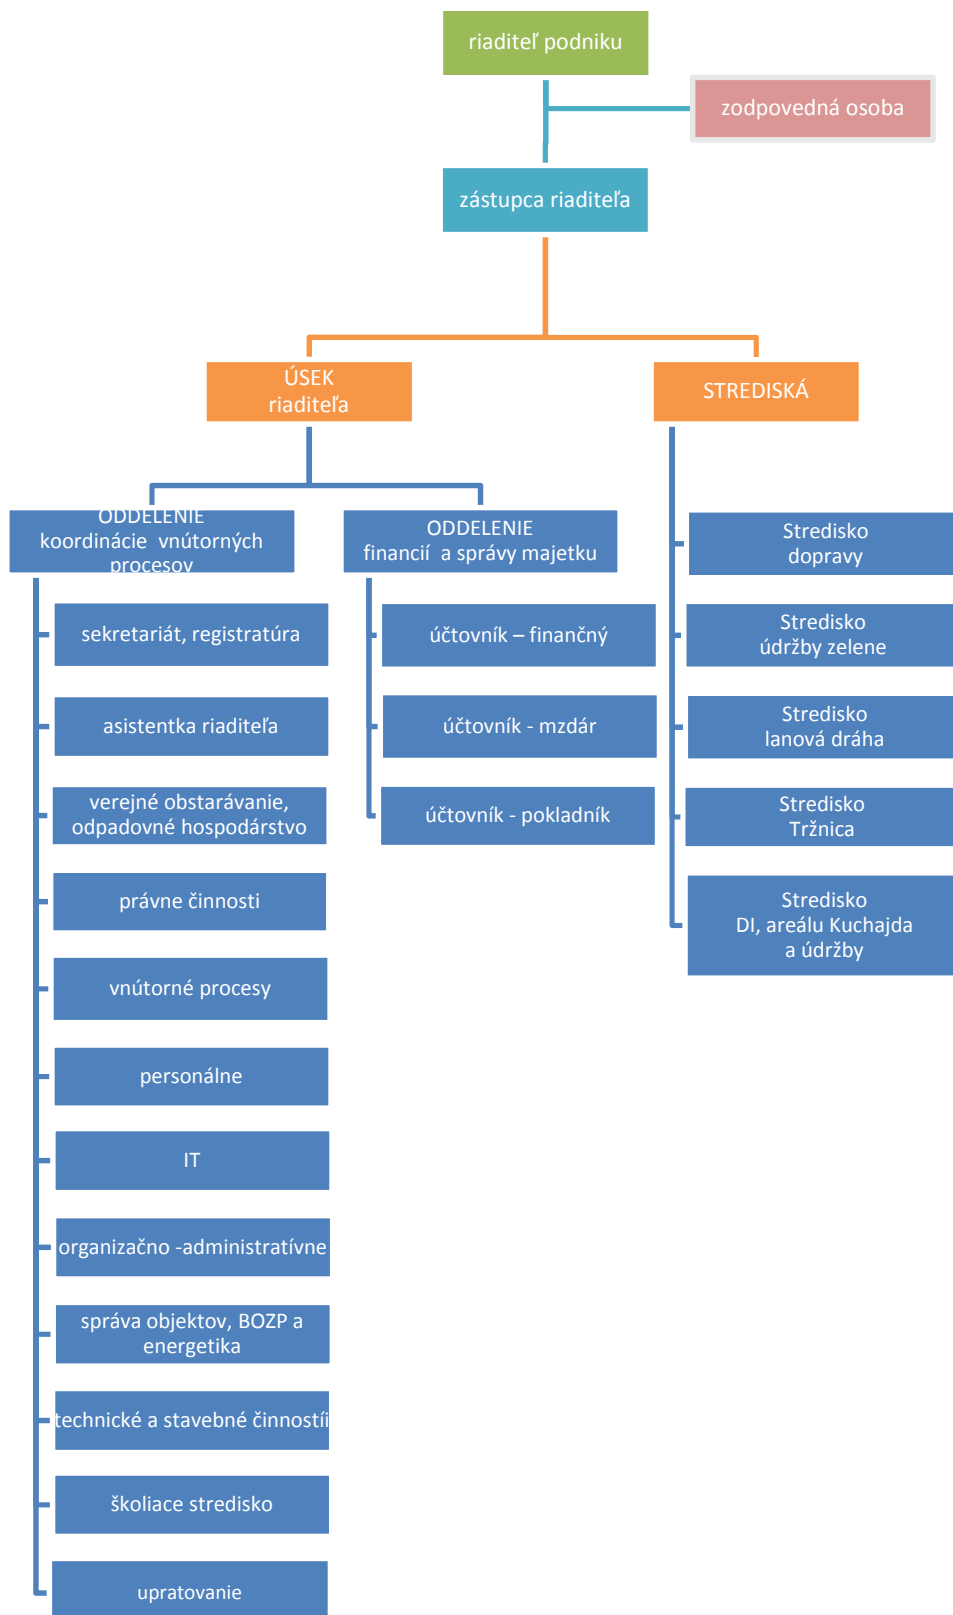 riaditeľ podniku
zodpovedná osoba
zástupca riaditeľa
ÚSEK
riaditeľa
STREDISKÁ
ODDELENIE
koordinácie vnútorných
procesov
sekretariát, registratúra
asistentka riaditeľa
verejné obstarávanie,
odpadovné hospodárstvo
právne činnosti
vnútorné procesy
personálne
IT
organizačno -administratívne
správa objektov, BOZP a
energetika
technické a stavebné činnostíi
školiace stredisko
upratovanie
ODDELENIE
financií a správy majetku
účtovník – finančný
účtovník - mzdár
účtovník - pokladník
Stredisko
dopravy
Stredisko
údržby zelene
Stredisko
lanová dráha
Stredisko
Tržnica
Stredisko
DI, areálu Kuchajda
a údržby